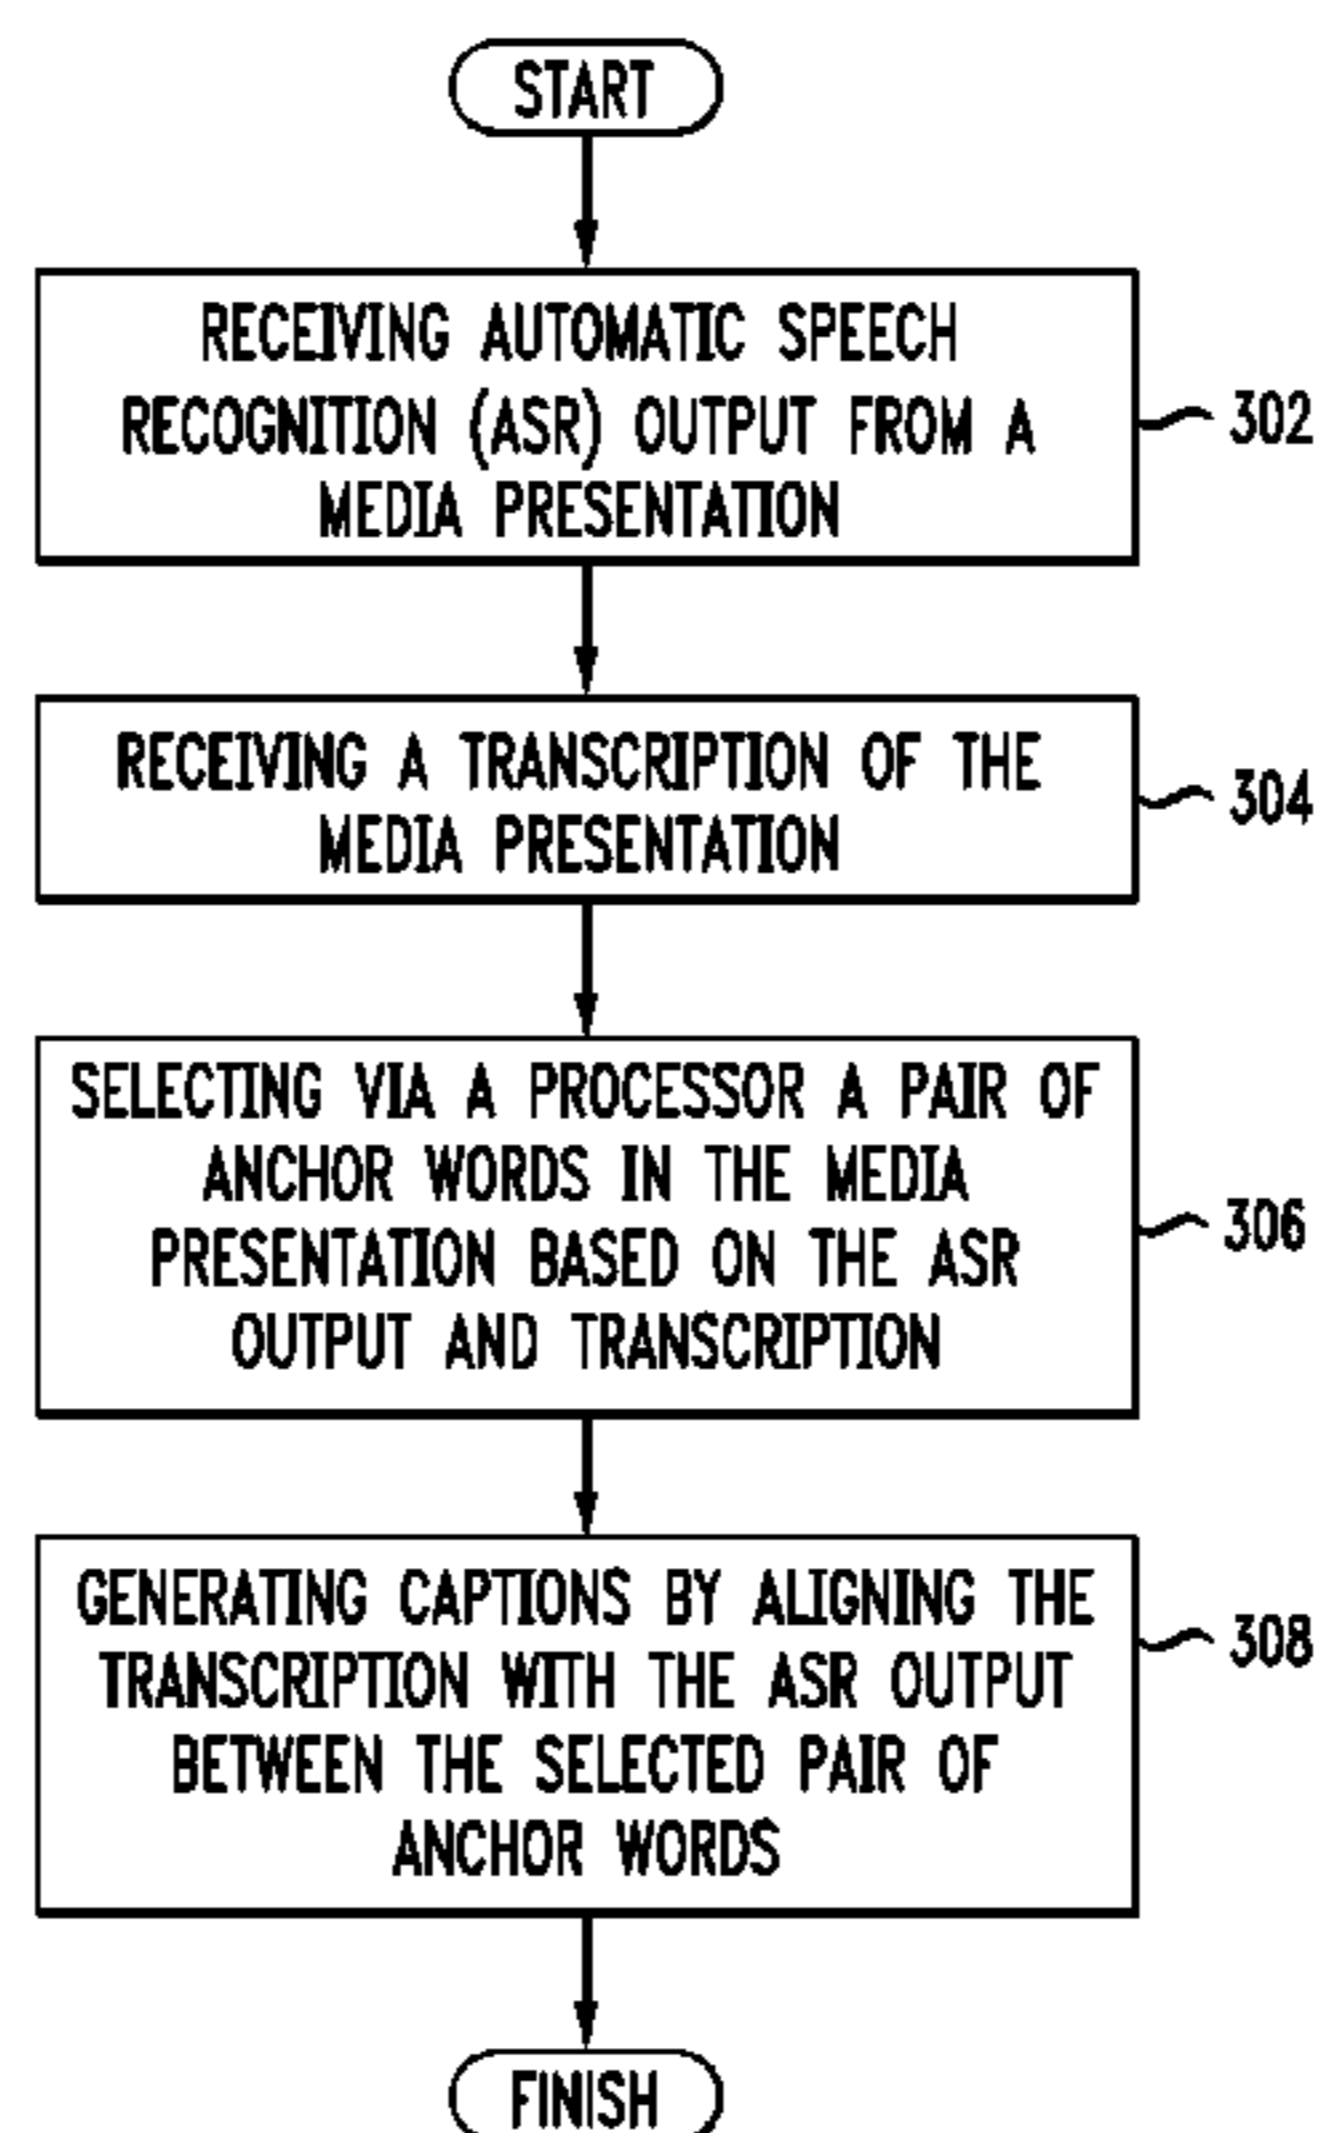 START
RECEIVING AUTOMATIC SPEECH
RECOGNITION (ASR) OUTPUT FROM A
MEDIA PRESENTATION
302
RECEIVING A TRANSCRIPTION OF THE
MEDIA PRESENTATION
304
SELECTING VIA A PROCESSOR A PAIR OF
ANCHOR WORDS IN THE MEDIA
PRESENTATION BASED ON THE ASR
OUTPUT AND TRANSCRIPTION
306
GENERATING CAPTIONS BY ALIGNING THE
TRANSCRIPTION WITH THE ASR OUTPUT
BETWEEN THE SELECTED PAIR OF
ANCHOR WORDS
308
FINISH